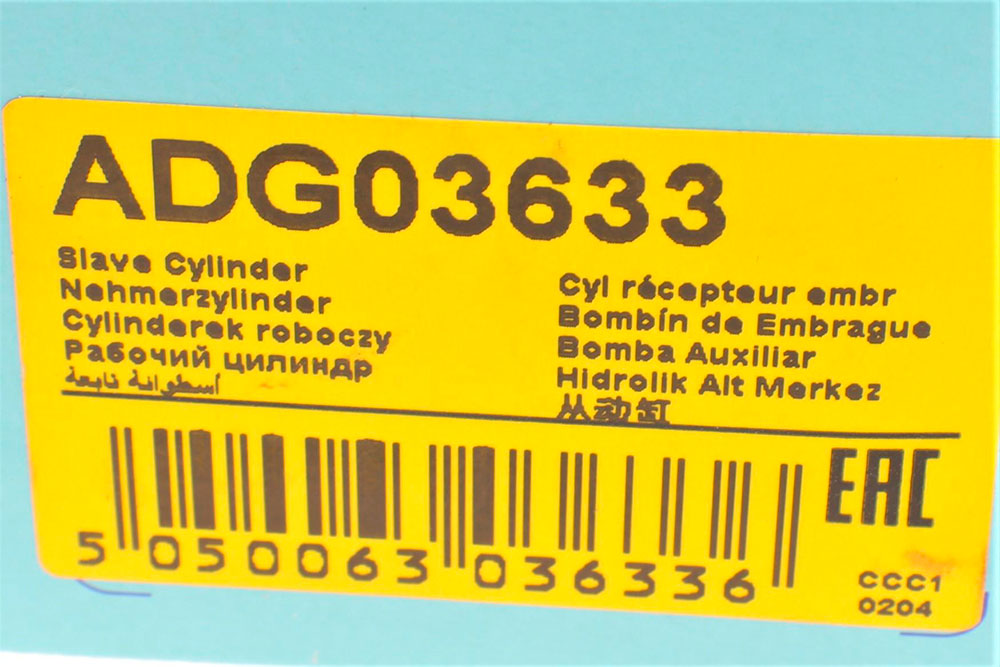 ADG03633
Slave Cylinder
Nehmerzylinder
Cylinderek roboczy
Рабочий цилиндр
أسطوانة تابعة
Cyl récepteur embr
Bombín de Embrague
Bomba Auxiliar
Hidrolik Alt Merkez
从动缸
EAC
5 050063 036336
CCC1
0204